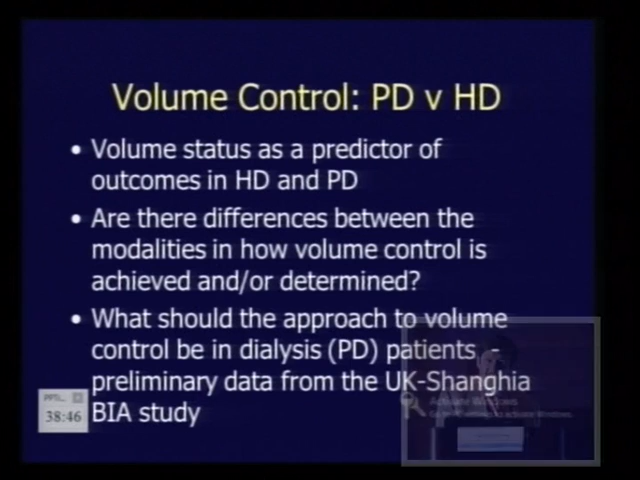 Volume Control: PD v HD
• Volume status as a predictor of
outcomes in HD and PD
• Are there differences between the
modalities in how volume control is
achieved and/or determined?
• What should the approach to volume
control be in dialysis (PD) patients -
preliminary data from the UK-Shanghia
BIA study
38:46
Activate Windows